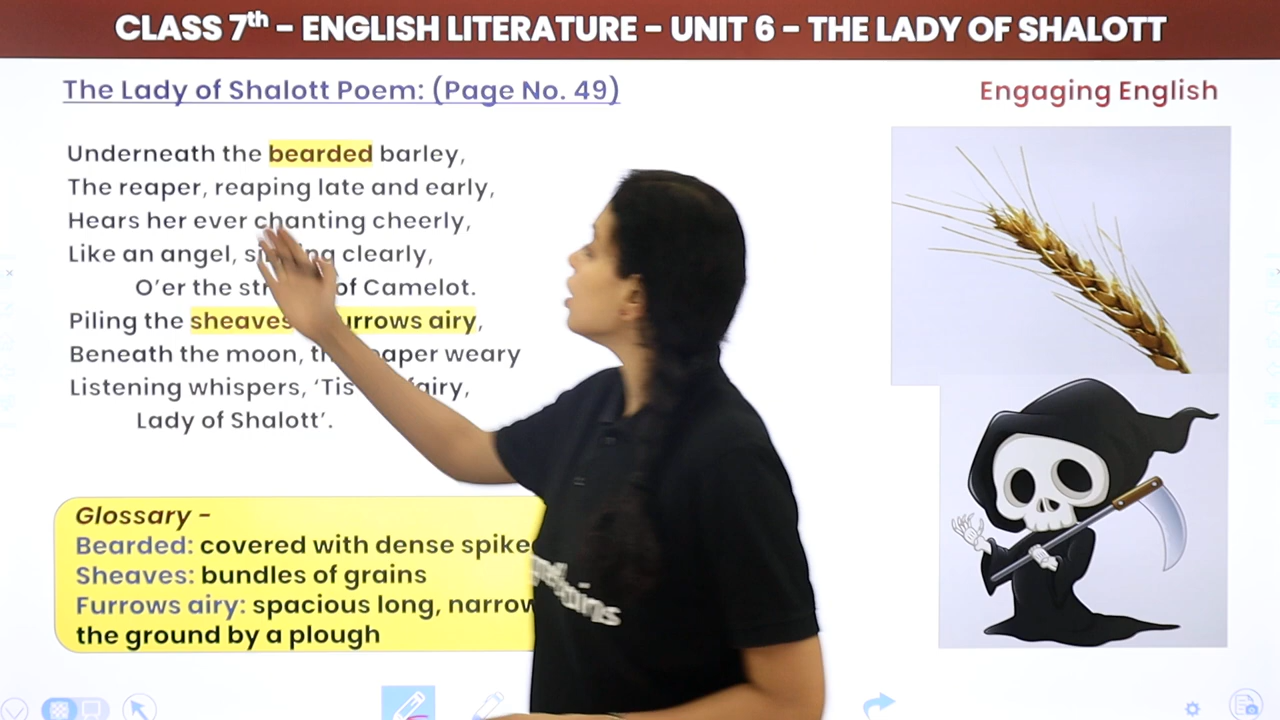 CLASS 7th – ENGLISH LITERATURE – UNIT 6 – THE LADY OF SHALOTT
The Lady of Shalott Poem: (Page No. 49)
Engaging English
Underneath the bearded barley,
The reaper, reaping late and early,
Hears her ever chanting cheerly,
Like an angel, clearly,
O’er the of Camelot.
Piling the sheaves airy,
Beneath the moon, weary
Listening whispers, ‘Tis
Lady of Shalott’.
Glossary –
Bearded: covered with dense
Sheaves: bundles of grains
Furrows airy: spacious long,
the ground by a plough